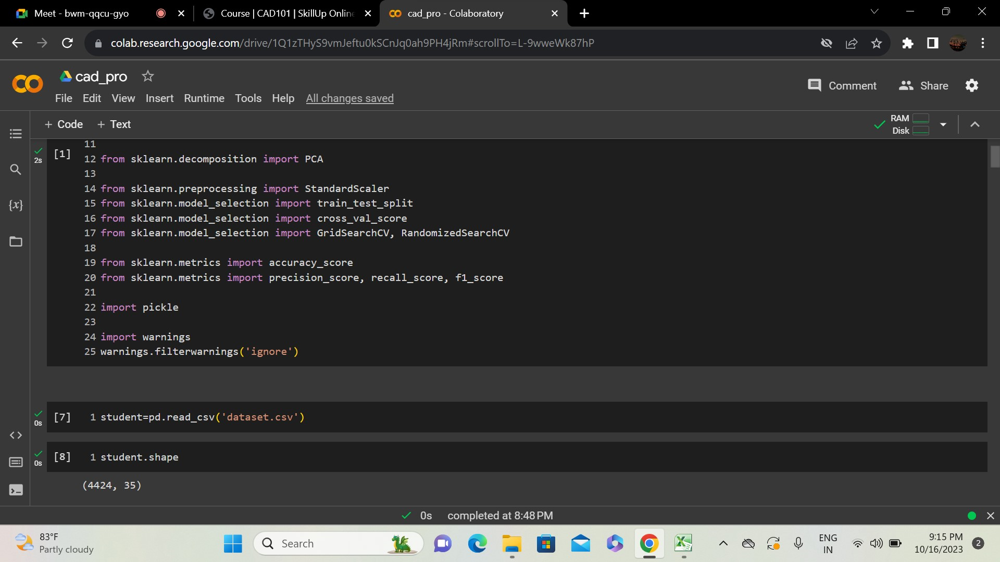 Meet - bwm-qqcu-gyo
Course | CAD101 | SkillUp Online
cad_pro - Colaboratory
colab.research.google.com/drive/1Q1zTHyS9vmJeftu0kSCnJq0ah9PH4jRm#scrollTo=L-9wweWk87hP
cad_pro
File Edit View Insert Runtime Tools Help All changes saved
Comment
Share
+ Code + Text
RAM
Disk
{x}
2s
[1]
11
12 from sklearn.decomposition import PCA
13
14 from sklearn.preprocessing import StandardScaler
15 from sklearn.model_selection import train_test_split
16 from sklearn.model_selection import cross_val_score
17 from sklearn.model_selection import GridSearchCV, RandomizedSearchCV
18
19 from sklearn.metrics import accuracy_score
20 from sklearn.metrics import precision_score, recall_score, f1_score
21
22 import pickle
23
24 import warnings
25 warnings.filterwarnings('ignore')
0s
[7] 1 student=pd.read_csv('dataset.csv')
0s
[8] 1 student.shape
(4424, 35)
0s completed at 8:48 PM
83°F
Partly cloudy
Search
ENG
IN
9:15 PM
10/16/2023
2